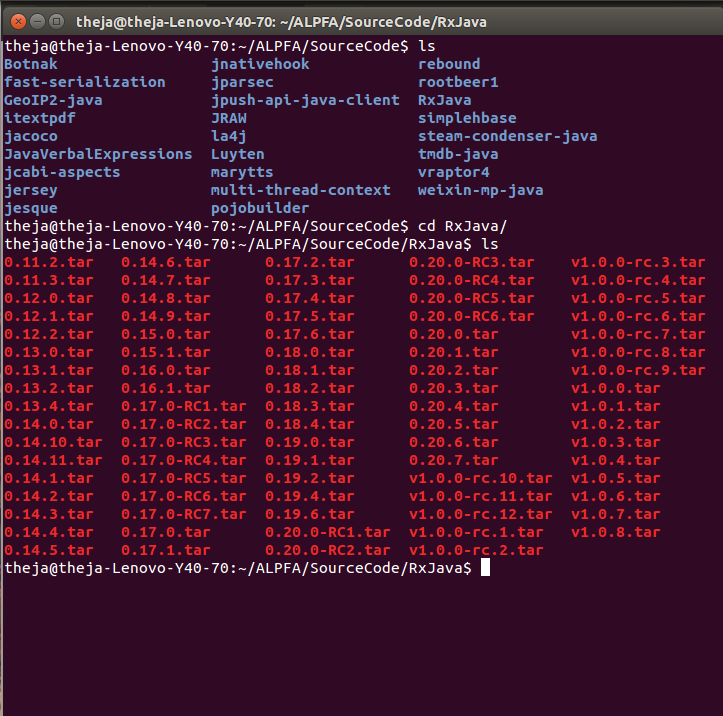 theja@theja-Lenovo-Y40-70: ~/ALPFA/SourceCode/RxJava
theja@theja-Lenovo-Y40-70:~/ALPFA/SourceCode$ ls
Botnak jnativehook rebound
fast-serialization jparsec rootbeer1
GeoIP2-java jpush-api-java-client RxJava
itextpdf JRAW simplehbase
jacoco la4j steam-condenser-java
JavaVerbalExpressions Luyten tmdb-java
jcabi-aspects marytts vraptor4
jersey multi-thread-context weixin-mp-java
jesque pojobuilder
theja@theja-Lenovo-Y40-70:~/ALPFA/SourceCode$ cd RxJava/
theja@theja-Lenovo-Y40-70:~/ALPFA/SourceCode/RxJava$ ls
0.11.2.tar 0.14.6.tar 0.17.2.tar 0.20.0-RC3.tar v1.0.0-rc.3.tar
0.11.3.tar 0.14.7.tar 0.17.3.tar 0.20.0-RC4.tar v1.0.0-rc.4.tar
0.12.0.tar 0.14.8.tar 0.17.4.tar 0.20.0-RC5.tar v1.0.0-rc.5.tar
0.12.1.tar 0.14.9.tar 0.17.5.tar 0.20.0-RC6.tar v1.0.0-rc.6.tar
0.12.2.tar 0.15.0.tar 0.17.6.tar 0.20.0.tar v1.0.0-rc.7.tar
0.13.0.tar 0.15.1.tar 0.18.0.tar 0.20.1.tar v1.0.0-rc.8.tar
0.13.1.tar 0.16.0.tar 0.18.1.tar 0.20.2.tar v1.0.0-rc.9.tar
0.13.2.tar 0.16.1.tar 0.18.2.tar 0.20.3.tar v1.0.0.tar
0.13.4.tar 0.17.0-RC1.tar 0.18.3.tar 0.20.4.tar v1.0.1.tar
0.14.0.tar 0.17.0-RC2.tar 0.18.4.tar 0.20.5.tar v1.0.2.tar
0.14.10.tar 0.17.0-RC3.tar 0.19.0.tar 0.20.6.tar v1.0.3.tar
0.14.11.tar 0.17.0-RC4.tar 0.19.1.tar 0.20.7.tar v1.0.4.tar
0.14.1.tar 0.17.0-RC5.tar 0.19.2.tar v1.0.0-rc.10.tar v1.0.5.tar
0.14.2.tar 0.17.0-RC6.tar 0.19.4.tar v1.0.0-rc.11.tar v1.0.6.tar
0.14.3.tar 0.17.0-RC7.tar 0.19.6.tar v1.0.0-rc.12.tar v1.0.7.tar
0.14.4.tar 0.17.0.tar 0.20.0-RC1.tar v1.0.0-rc.1.tar v1.0.8.tar
0.14.5.tar 0.17.1.tar 0.20.0-RC2.tar v1.0.0-rc.2.tar
theja@theja-Lenovo-Y40-70:~/ALPFA/SourceCode/RxJava$